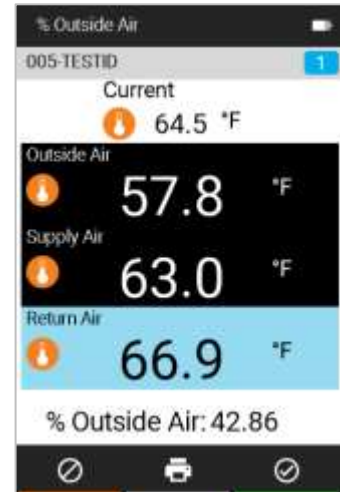 % Outside Air
005-TESTID 1
Current
64.5 °F
Outside Air
57.8 °F
Supply Air
63.0 °F
Return Air
66.9 °F
% Outside Air: 42.86